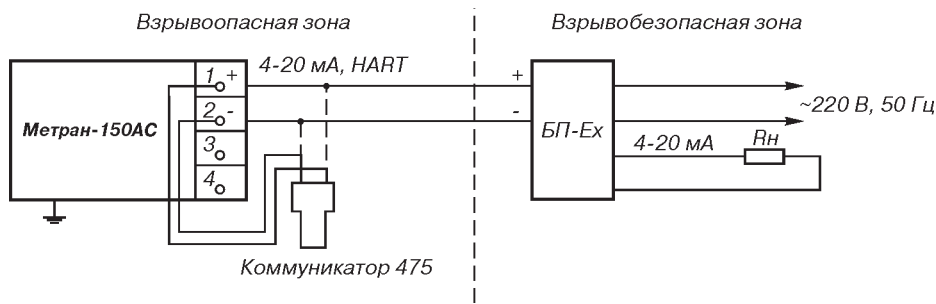 Взрывоопасная зона
Взрывобезопасная зона
4-20 мА, HART
1 +
2 -
3
4
Метран-150АС
+
-
БП-Ех
~220 В, 50 Гц
4-20 мА
Rн
Коммуникатор 475